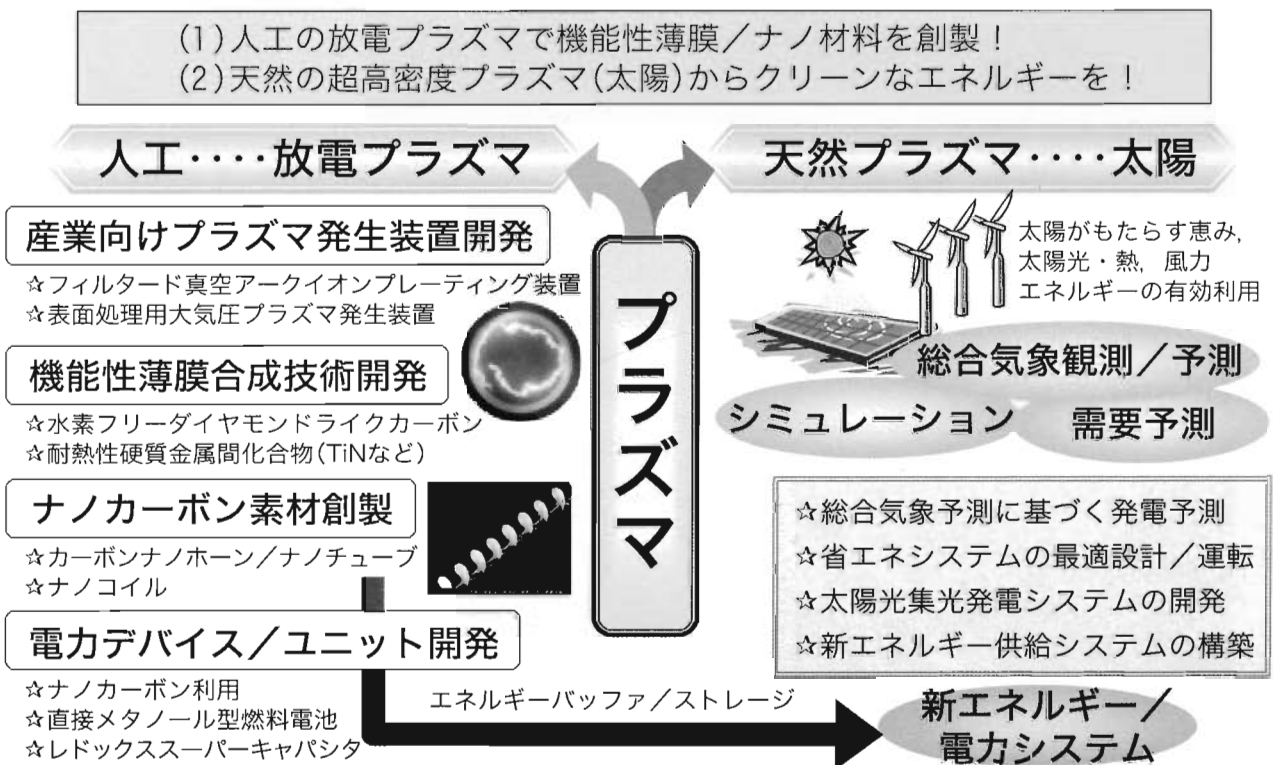 (1)人工の放電プラズマで機能性薄膜／ナノ材料を創製！
(2)天然の超高密度プラズマ(太陽)からクリーンなエネルギーを！
人工‥‥放電プラズマ
天然プラズマ‥‥太陽
プラズマ
産業向けプラズマ発生装置開発
☆フィルタード真空アークイオンプレーティング装置
☆表面処理用大気圧プラズマ発生装置
機能性薄膜合成技術開発
☆水素フリーダイヤモンドライクカーボン
☆耐熱性硬質金属間化合物(TiNなど)
ナノカーボン素材創製
☆カーボンナノホーン／ナノチューブ
☆ナノコイル
電力デバイス／ユニット開発
☆ナノカーボン利用
☆直接メタノール型燃料電池
☆レドックススーパーキャパシタ
エネルギーバッファ／ストレージ
太陽がもたらす恵み，
太陽光・熱，風力
エネルギーの有効利用
総合気象観測／予測
シミュレーション
需要予測
☆総合気象予測に基づく発電予測
☆省エネシステムの最適設計／運転
☆太陽光集光発電システムの開発
☆新エネルギー供給システムの構築
新エネルギー／
電力システム